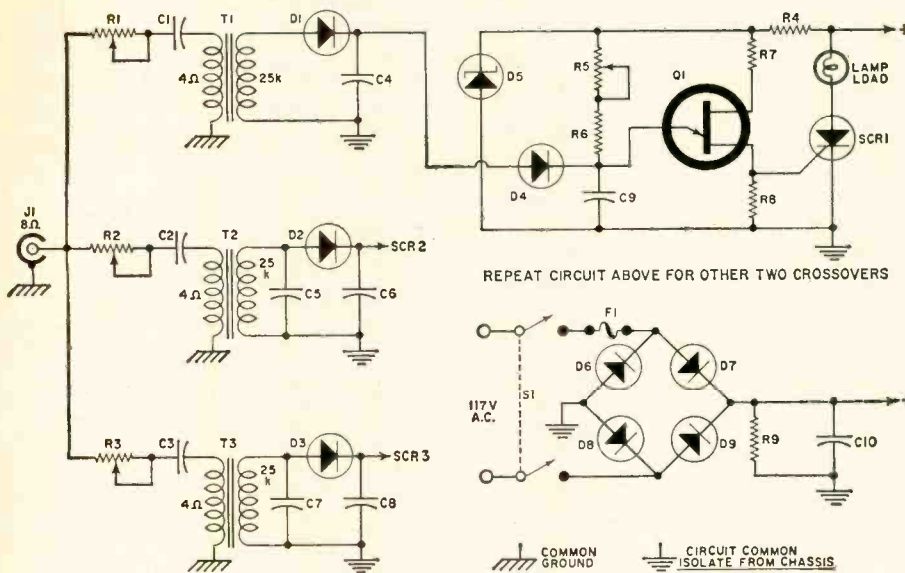 R1
C1
T1
D1
4Ω
25k
C4
J1
8Ω
R2
C2
T2
D2
SCR2
4Ω
25
k
C5
C6
R3
C3
T3
D3
SCR3
4Ω
25
k
C7
C8
D5
R5
R6
D4
C9
Q1
R7
R8
R4
+
LAMP
LOAD
SCR1
REPEAT CIRCUIT ABOVE FOR OTHER TWO CROSSOVERS
F1
117V
A.C.
S1
D6
D7
D8
D9
R9
C10
COMMON
GROUND
CIRCUIT COMMON
ISOLATE FROM CHASSIS